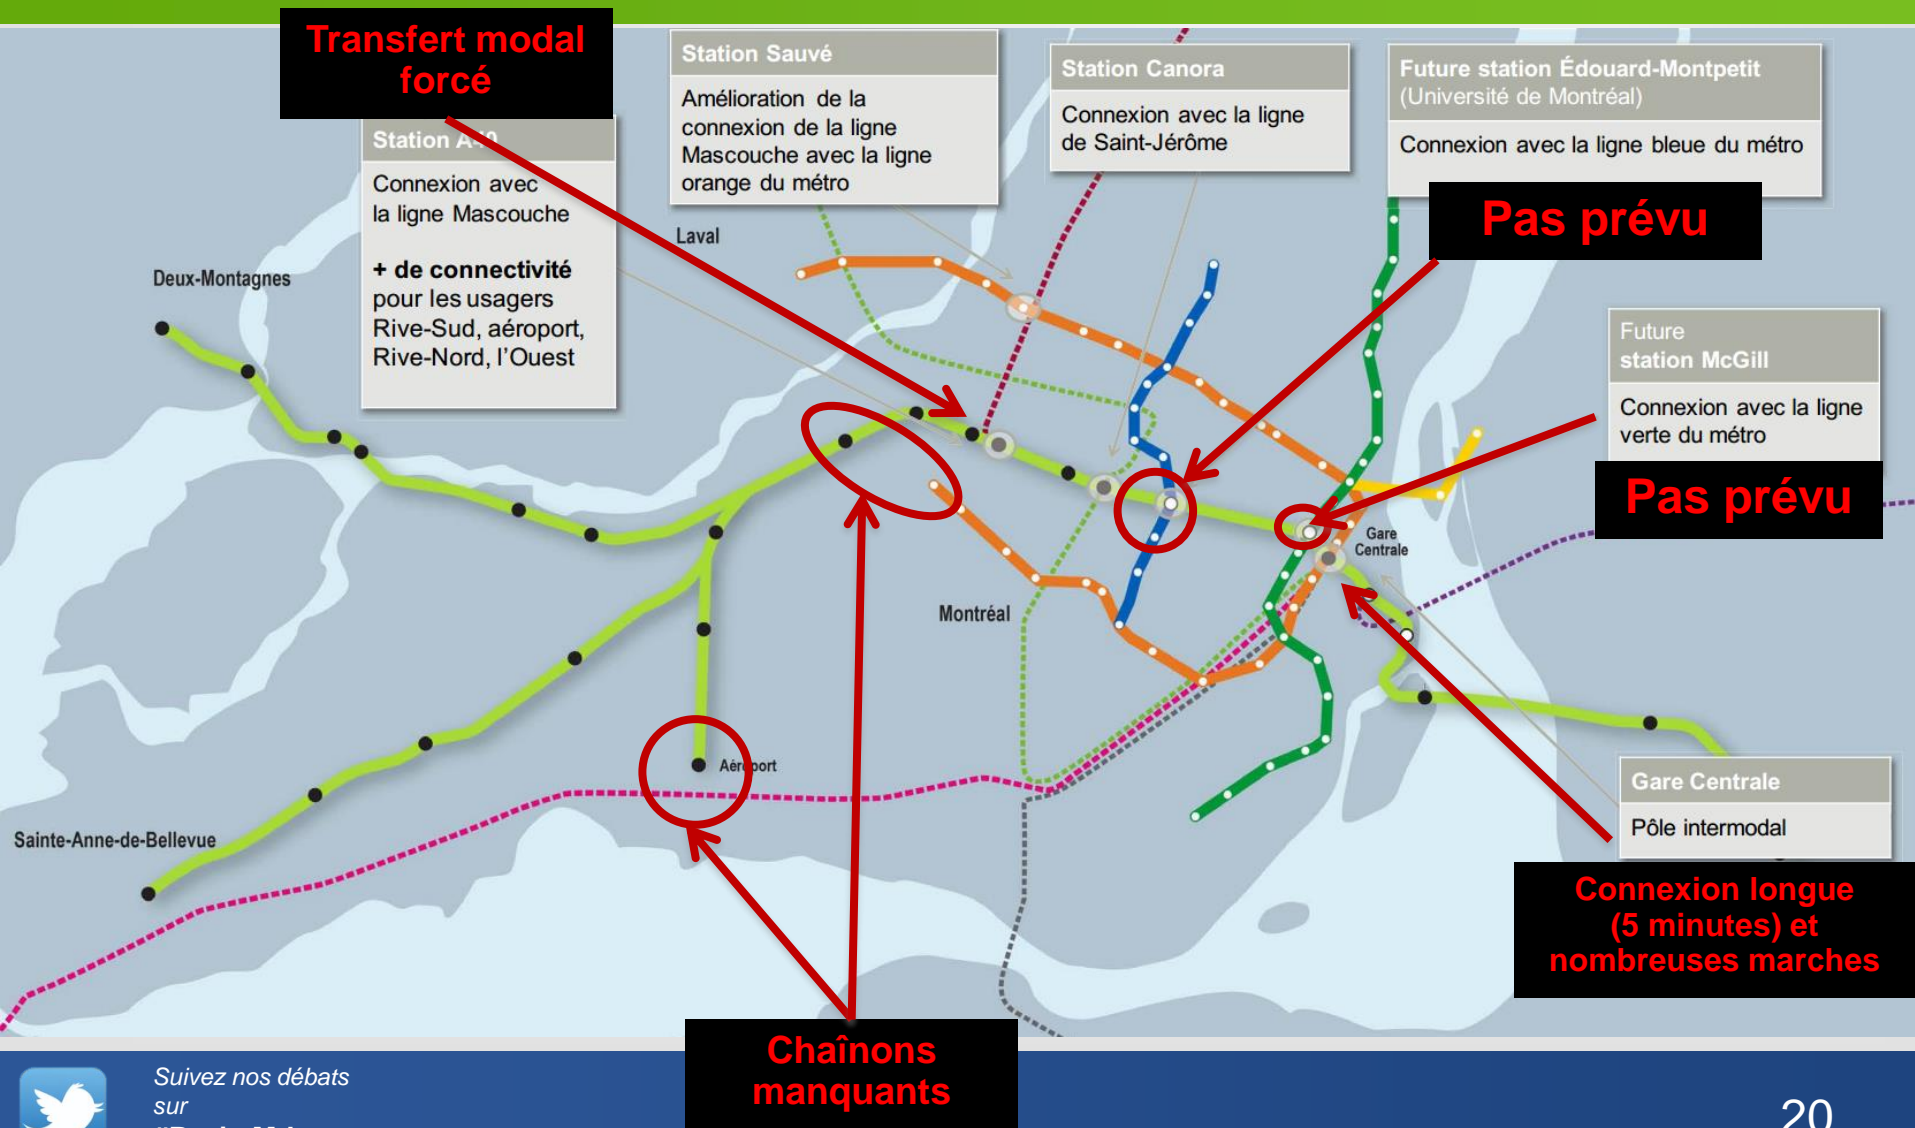 Transfert modal
forcé
Station Sauvé
Amélioration de la
connexion de la ligne
Mascouche avec la ligne
orange du métro
Station Canora
Connexion avec la ligne
de Saint-Jérôme
Future station Édouard-Montpetit
(Université de Montréal)
Connexion avec la ligne bleue du métro
Pas prévu
Station A40
Connexion avec
la ligne Mascouche
+ de connectivité
pour les usagers
Rive-Sud, aéroport,
Rive-Nord, l'Ouest
Laval
Deux-Montagnes
Future
station McGill
Connexion avec la ligne
verte du métro
Pas prévu
Gare
Centrale
Montréal
Aéroport
Sainte-Anne-de-Bellevue
Gare Centrale
Pôle intermodal
Connexion longue
(5 minutes) et
nombreuses marches
Chaînons
manquants
Suivez nos débats
sur
20